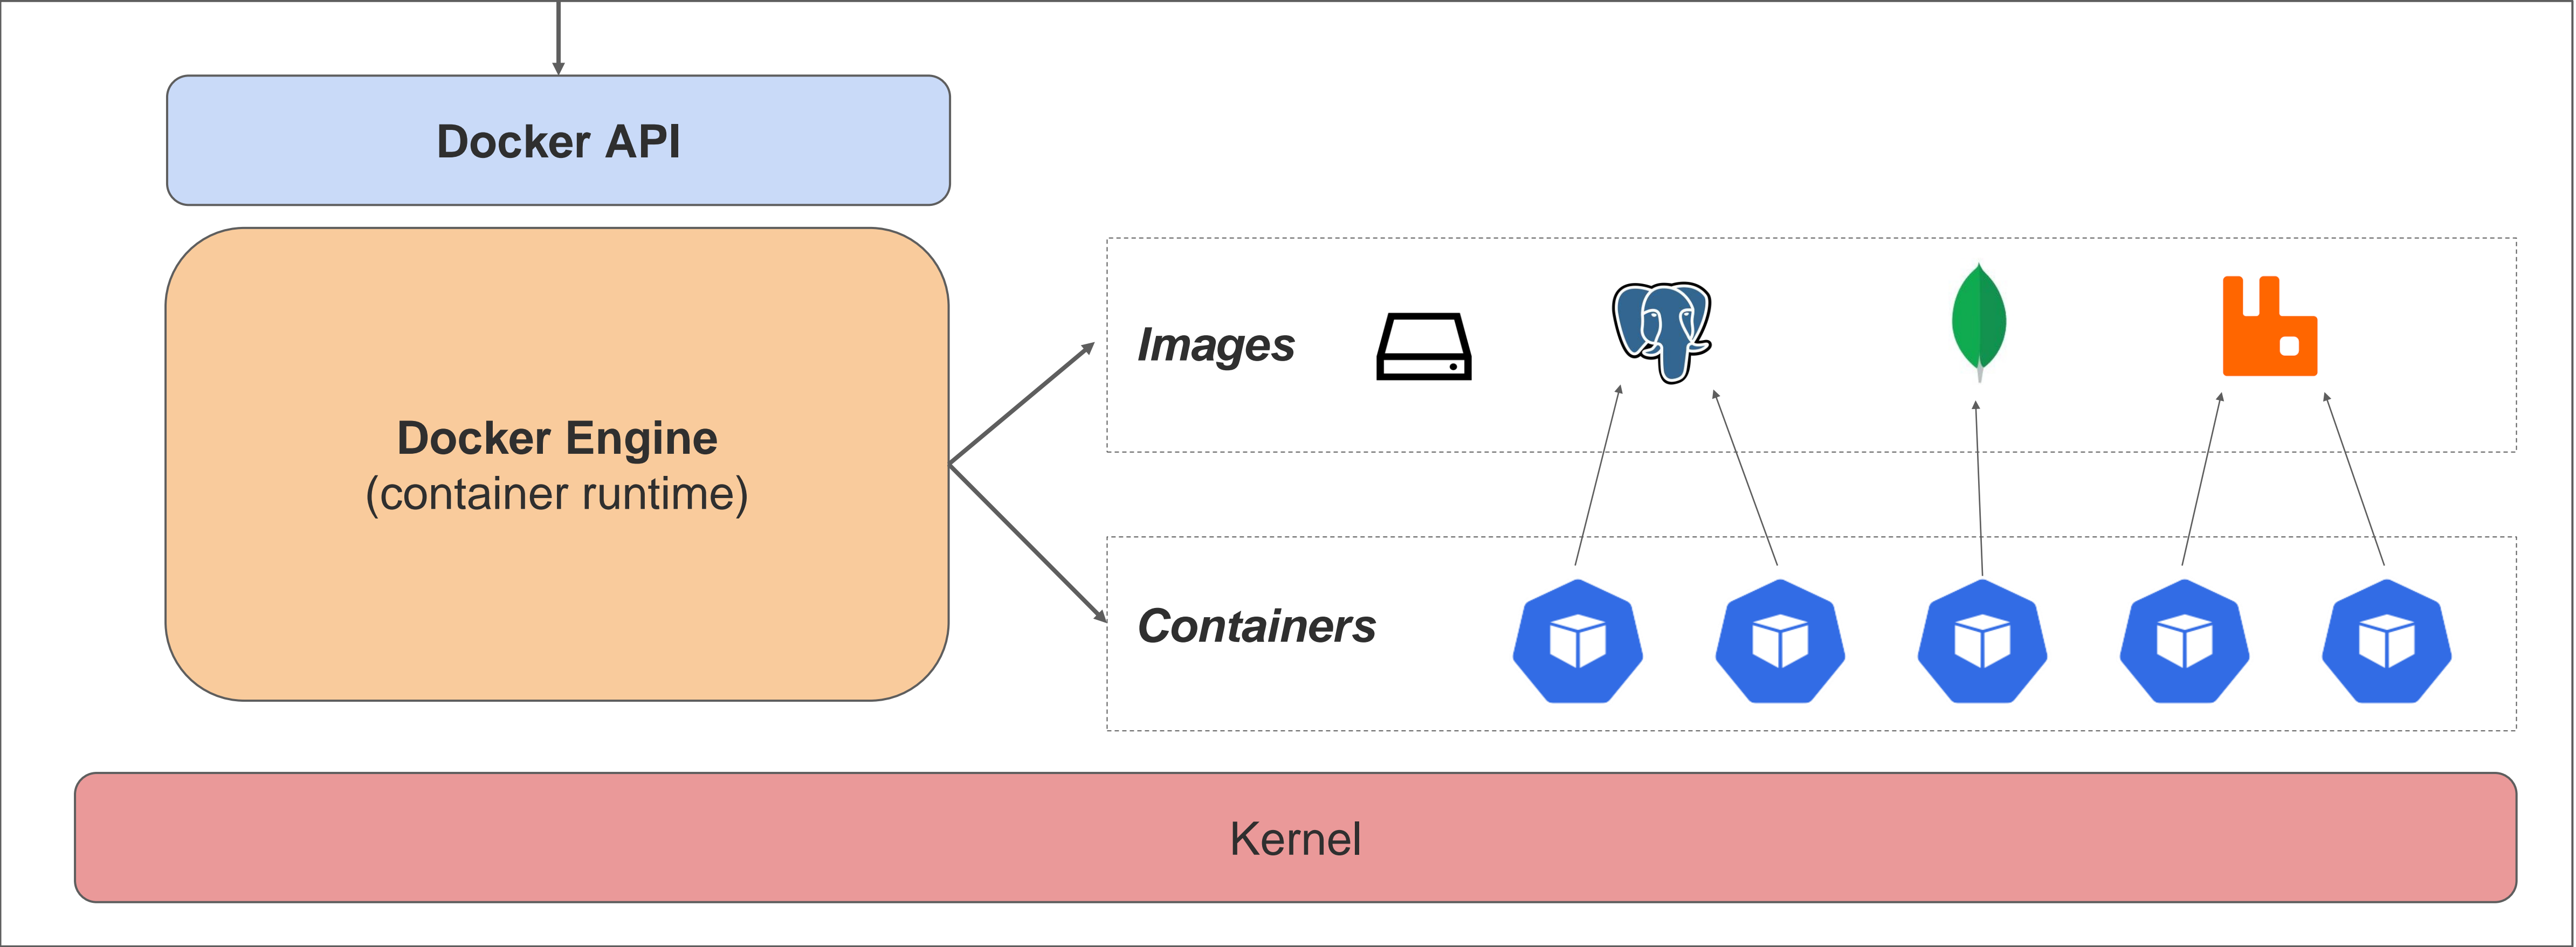 Docker API
Docker Engine
(container runtime)
Images
Containers
Kernel